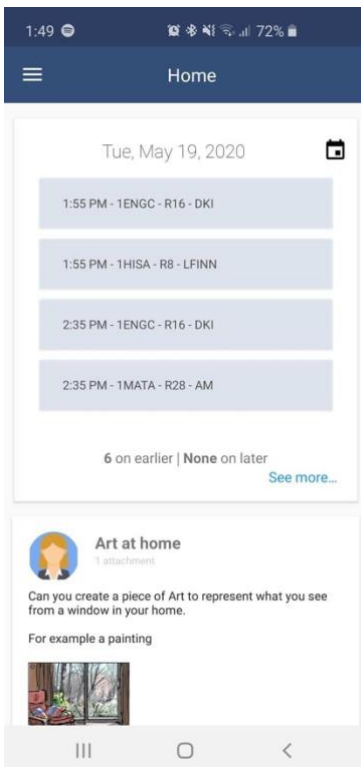 1:49 72%
Home
Tue, May 19, 2020
1:55 PM - 1ENGC - R16 - DKI
1:55 PM - 1HISA - R8 - LFINN
2:35 PM - 1ENGC - R16 - DKI
2:35 PM - 1MATA - R28 - AM
6 on earlier | None on later
See more...
Art at home
1 attachment
Can you create a piece of Art to represent what you see
from a window in your home.
For example a painting